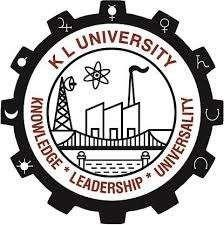 K L UNIVERSITY
KNOWLEDGE * LEADERSHIP * UNIVERSALITY